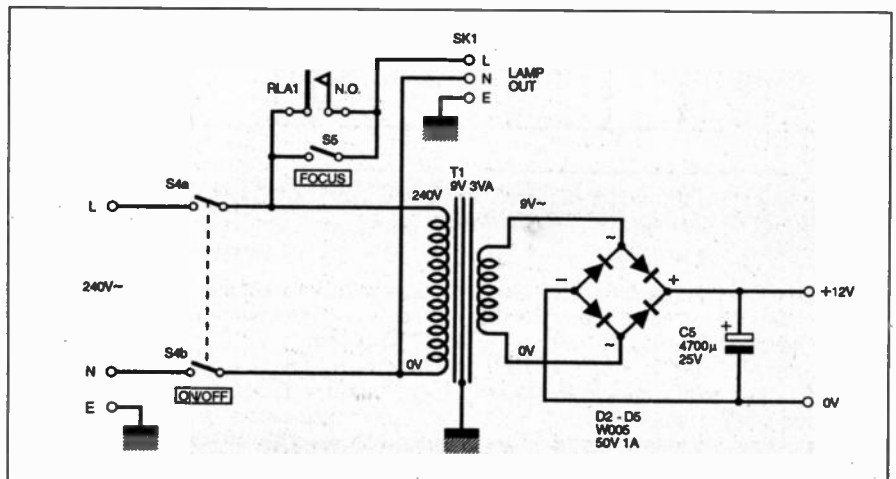 SK1
L
N
LAMP
OUT
E
RLA1
N.O.
S5
FOCUS
T1
9V 3VA
S4a
240V
9V~
L
~
–
+
+12V
240V~
C5
+
4700µ
25V
S4b
0V
0V
~
N
ON/OFF
E
0V
D2 - D5
W005
50V 1A